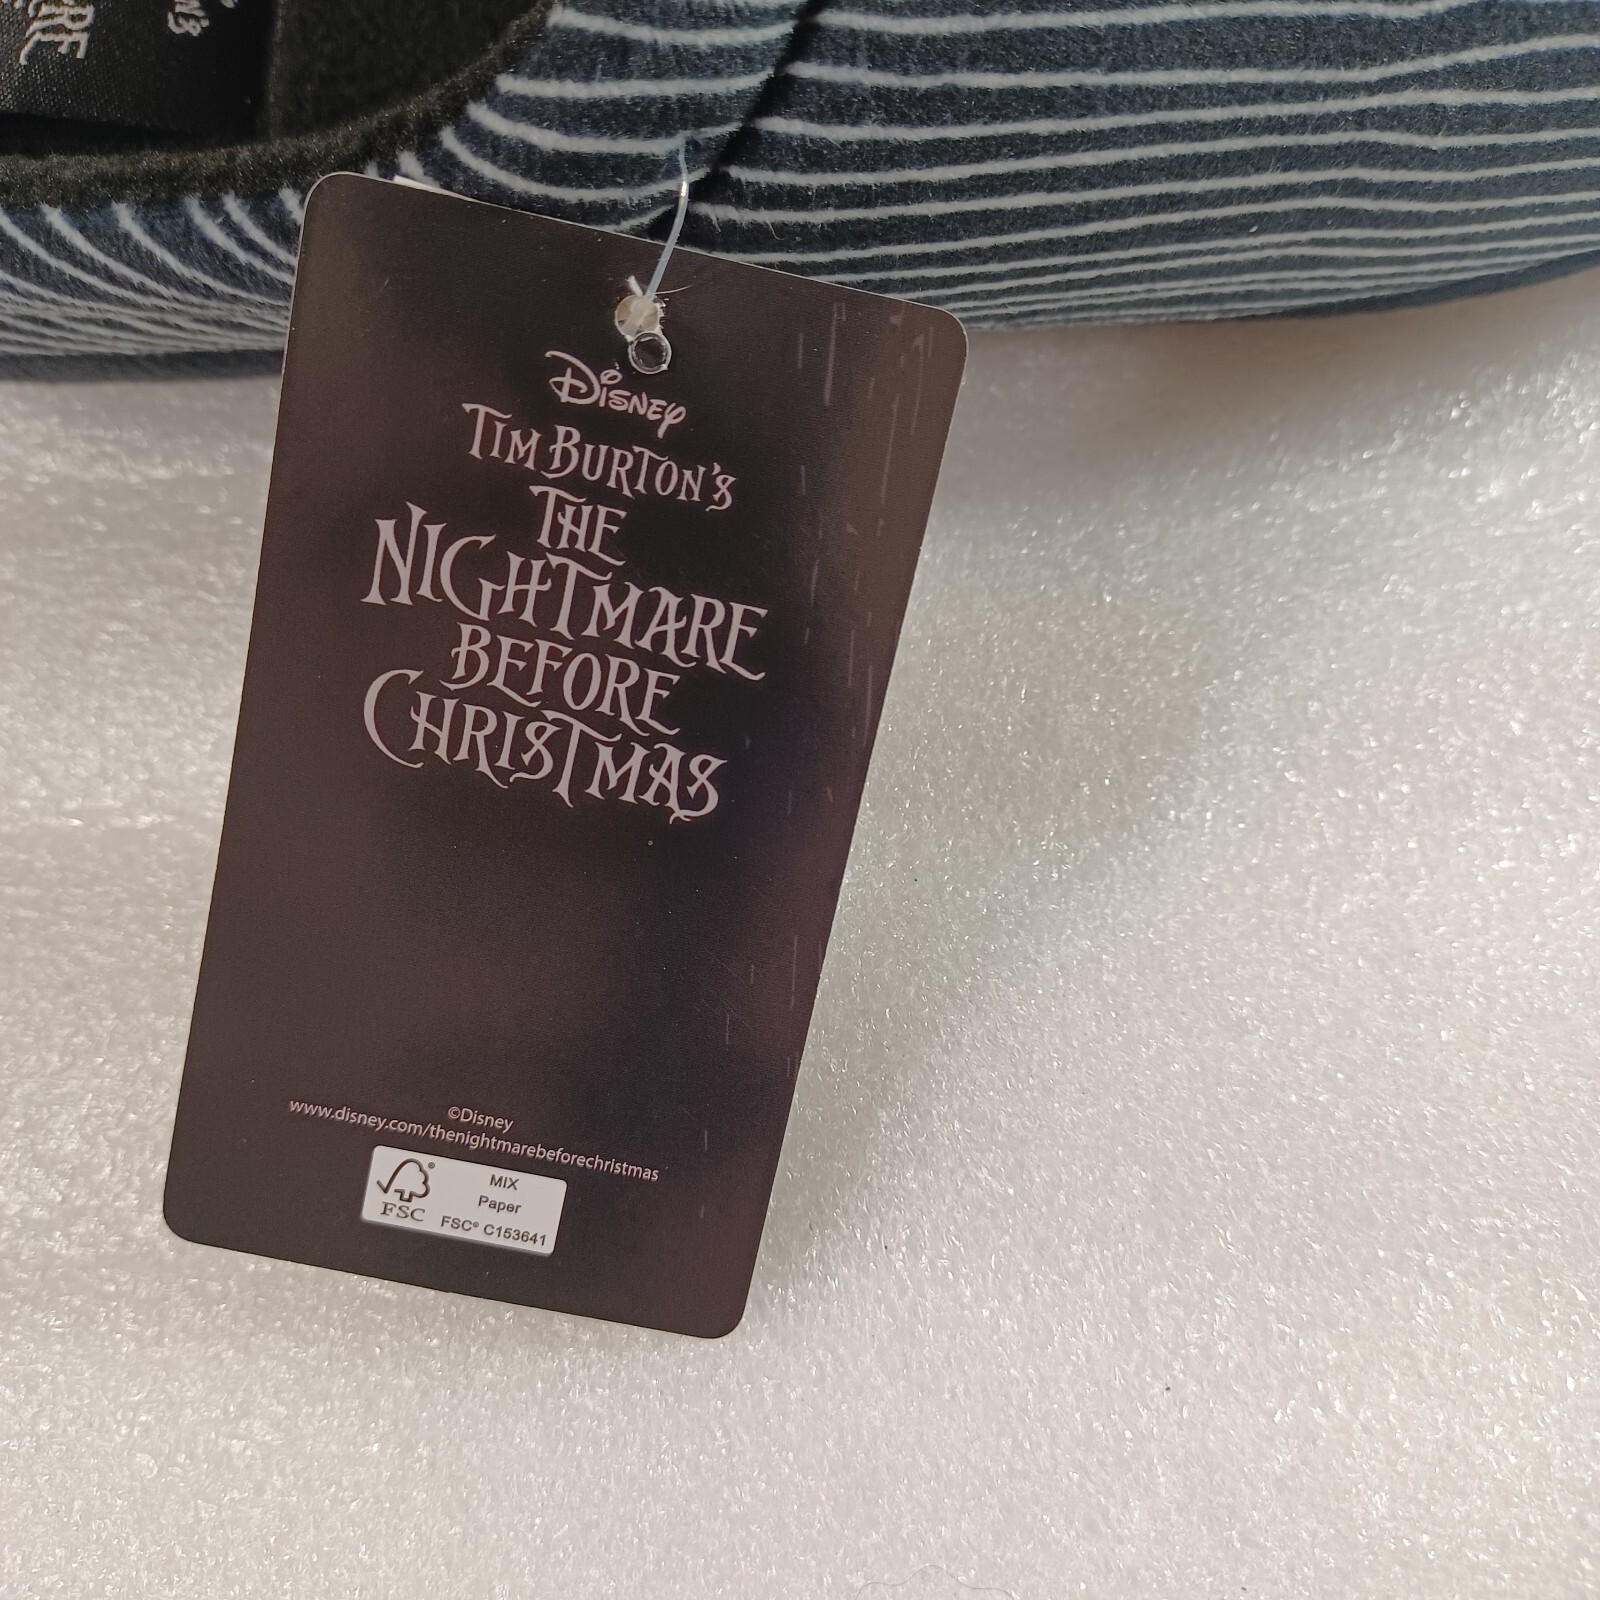 N'S
Disney
TIM BURTON'S
THE
NIGHTMARE
BEFORE
CHRISTMAS
©Disney
www.disney.com/thenightmarebeforechristmas
FSC®
MIX
Paper
FSC® C153641